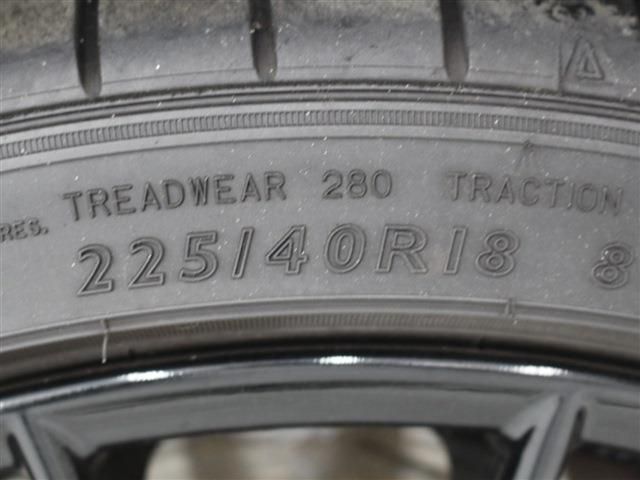 RES. TREADWEAR 280 TRACTION
225/40R18 8